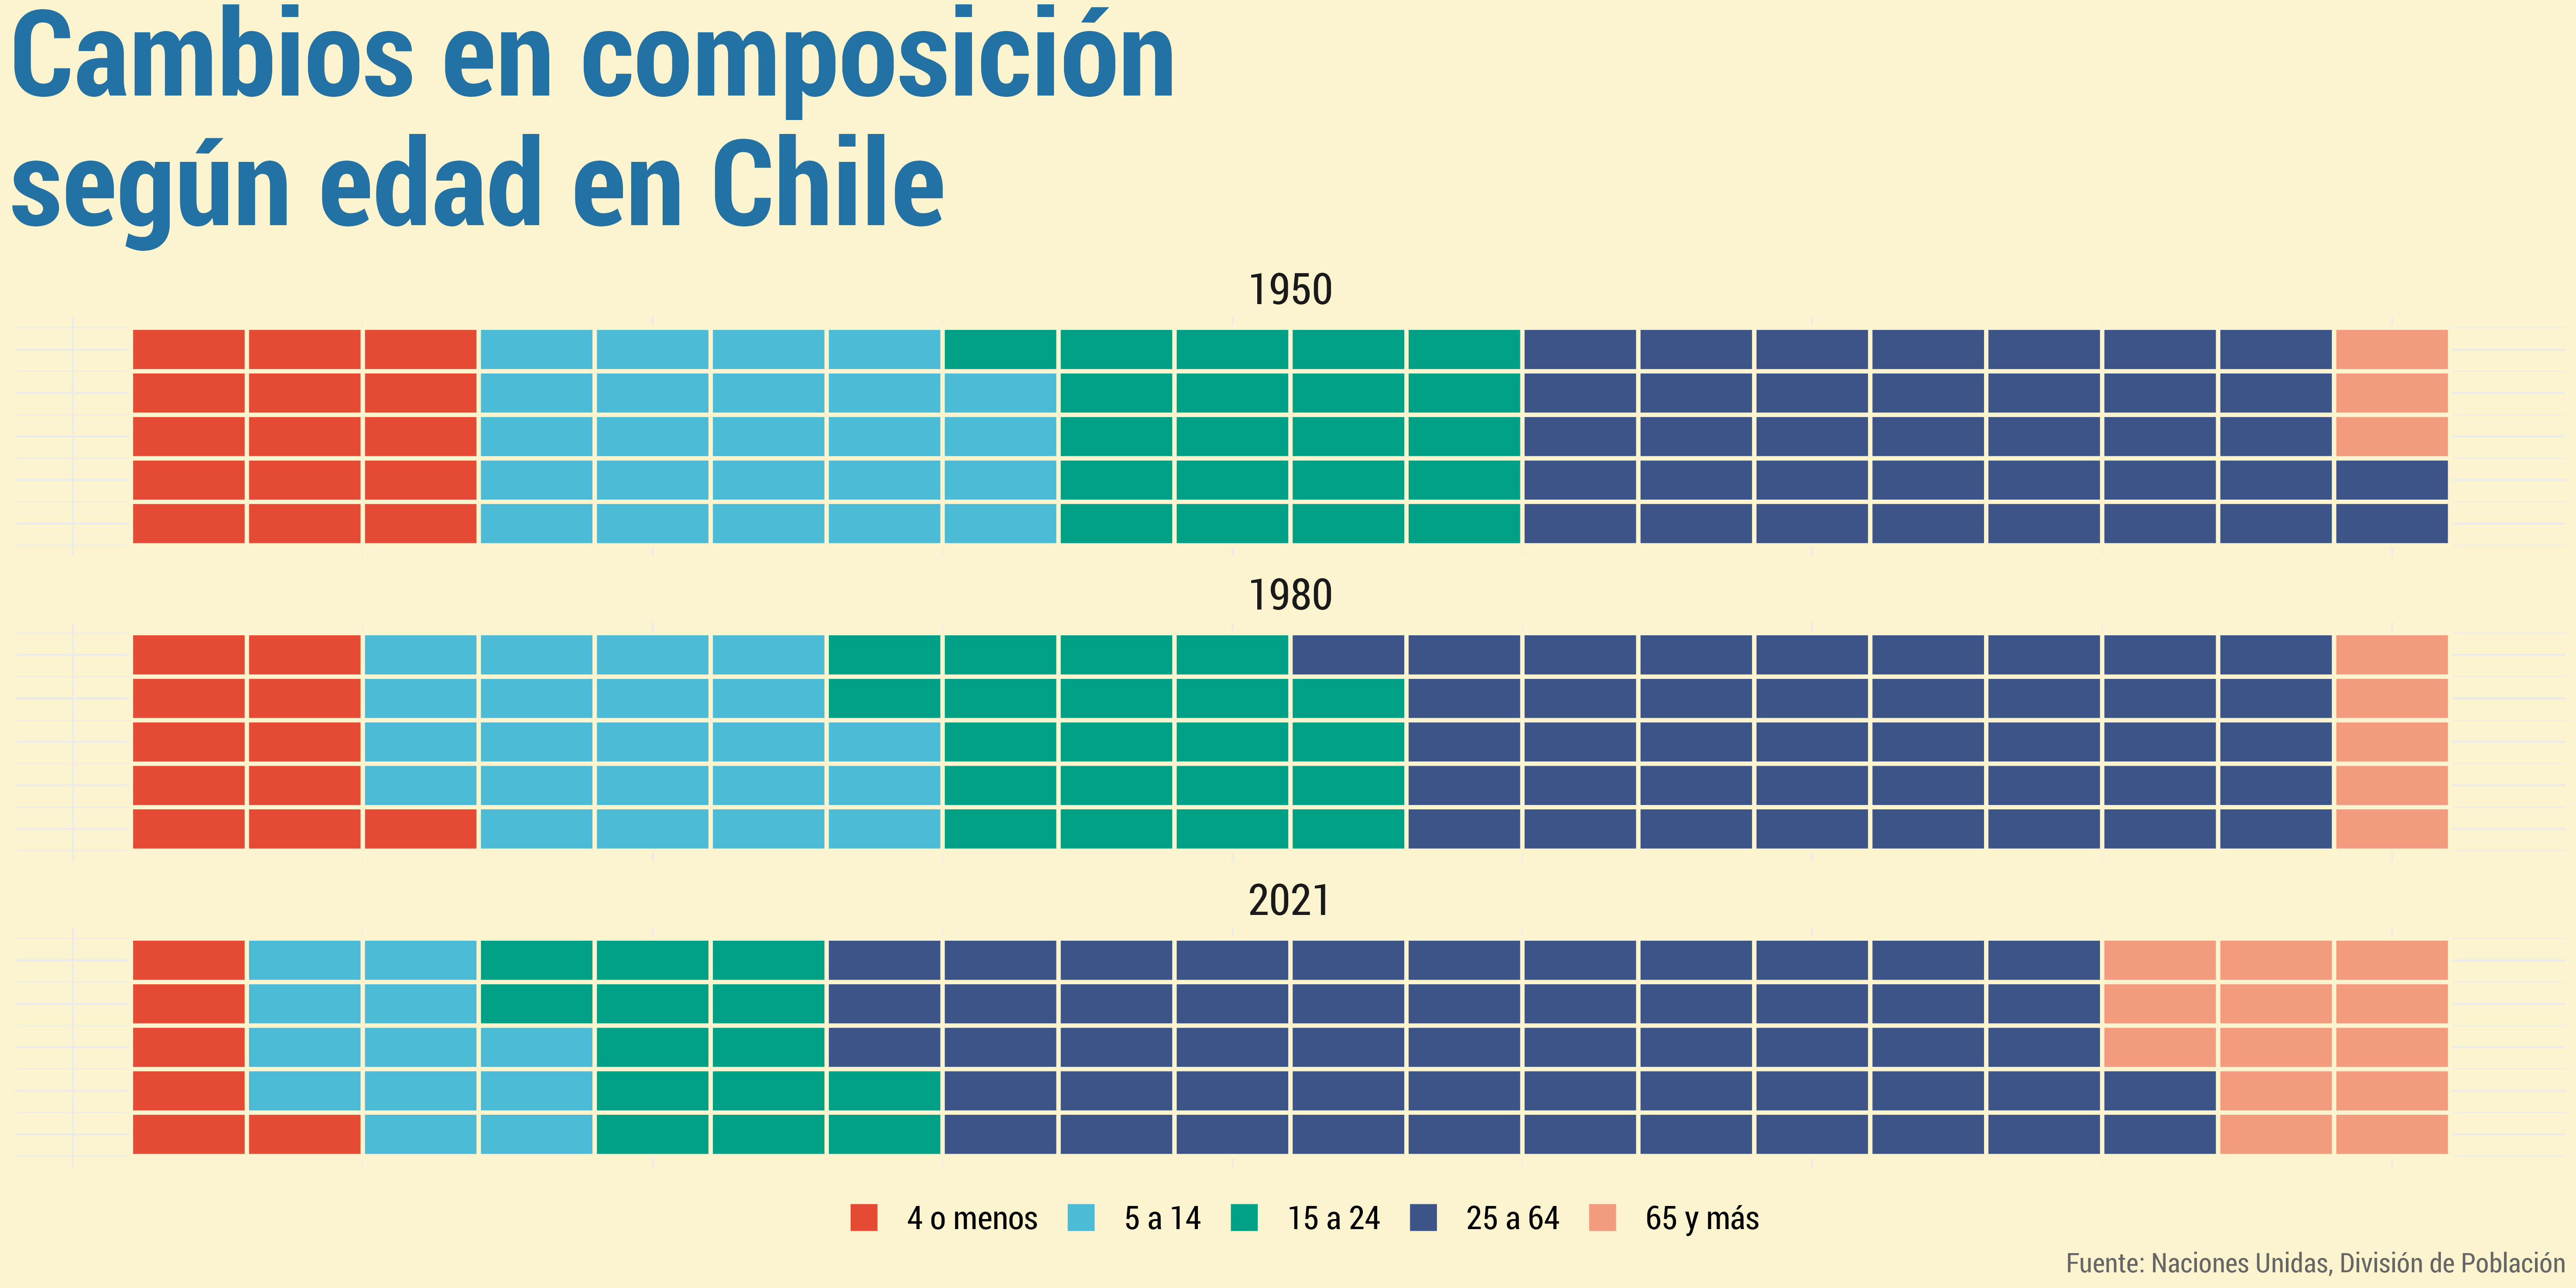 Cambios en composición
según edad en Chile
1950
1980
2021
4 o menos 5 a 14 15 a 24 25 a 64 65 y más
Fuente: Naciones Unidas, División de Población